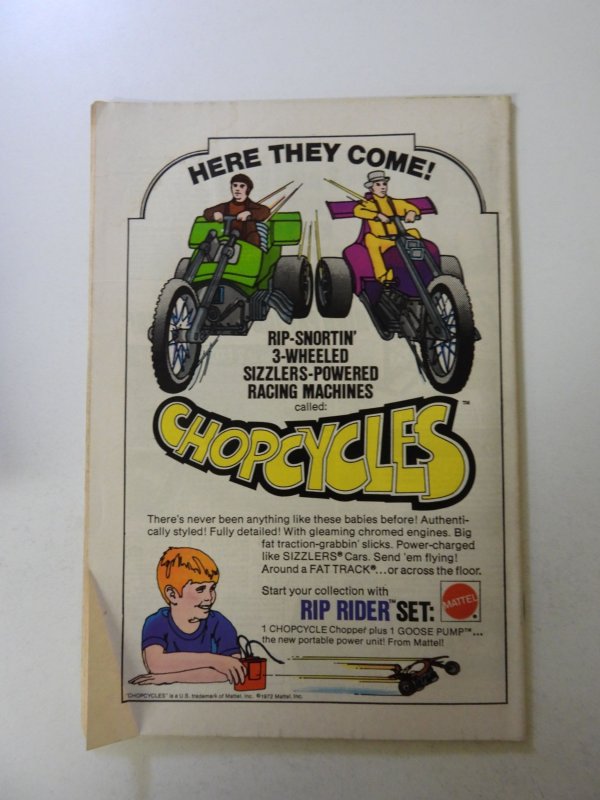 HERE THEY COME!
RIP-SNORTIN'
3-WHEELED
SIZZLERS-POWERED
RACING MACHINES
called:
CHOPCYCLES™
There's never been anything like these babies before! Authenti-
cally styled! Fully detailed! With gleaming chromed engines. Big
fat traction-grabbin' slicks. Power-charged
like SIZZLERS® Cars. Send 'em flying!
Around a FAT TRACK®...or across the floor.
Start your collection with
RIP RIDER™ SET:
MATTEL®
1 CHOPCYCLE Chopper plus 1 GOOSE PUMP™...
the new portable power unit! From Mattel!
"CHOPCYCLES" is a U.S. trademark of Mattel, Inc. ©1972 Mattel, Inc.